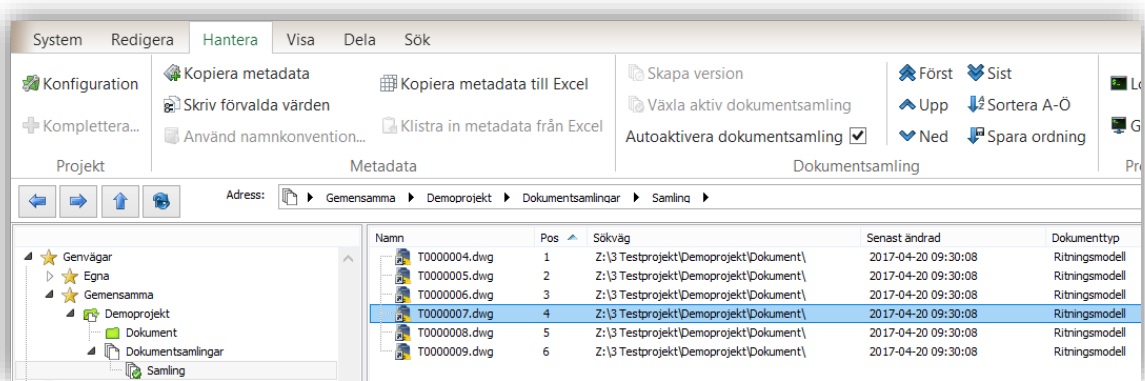 System Redigera Hantera Visa Dela Sök
Konfiguration Kopiera metadata Kopiera metadata till Excel Skapa version Först Sist
Skriv förvalda värden Växla aktiv dokumentsamling Upp Sortera A-Ö
Komplettera... Använd namnkonvention... Klistra in metadata från Excel Autoaktivera dokumentsamling Ned Spara ordning
Projekt Metadata Dokumentsamling
Adress: Gemensamma Demoprojekt Dokumentsamlingar Samling
Namn Pos Sökväg Senast ändrad Dokumenttyp
Genvägar T0000004.dwg 1 Z:\3 Testprojekt\Demoprojekt\Dokument\ 2017-04-20 09:30:08 Ritningsmodell
Egna T0000005.dwg 2 Z:\3 Testprojekt\Demoprojekt\Dokument\ 2017-04-20 09:30:08 Ritningsmodell
Gemensamma T0000006.dwg 3 Z:\3 Testprojekt\Demoprojekt\Dokument\ 2017-04-20 09:30:08 Ritningsmodell
Demoprojekt T0000007.dwg 4 Z:\3 Testprojekt\Demoprojekt\Dokument\ 2017-04-20 09:30:08 Ritningsmodell
Dokument T0000008.dwg 5 Z:\3 Testprojekt\Demoprojekt\Dokument\ 2017-04-20 09:30:08 Ritningsmodell
Dokumentsamlingar T0000009.dwg 6 Z:\3 Testprojekt\Demoprojekt\Dokument\ 2017-04-20 09:30:08 Ritningsmodell
Samling